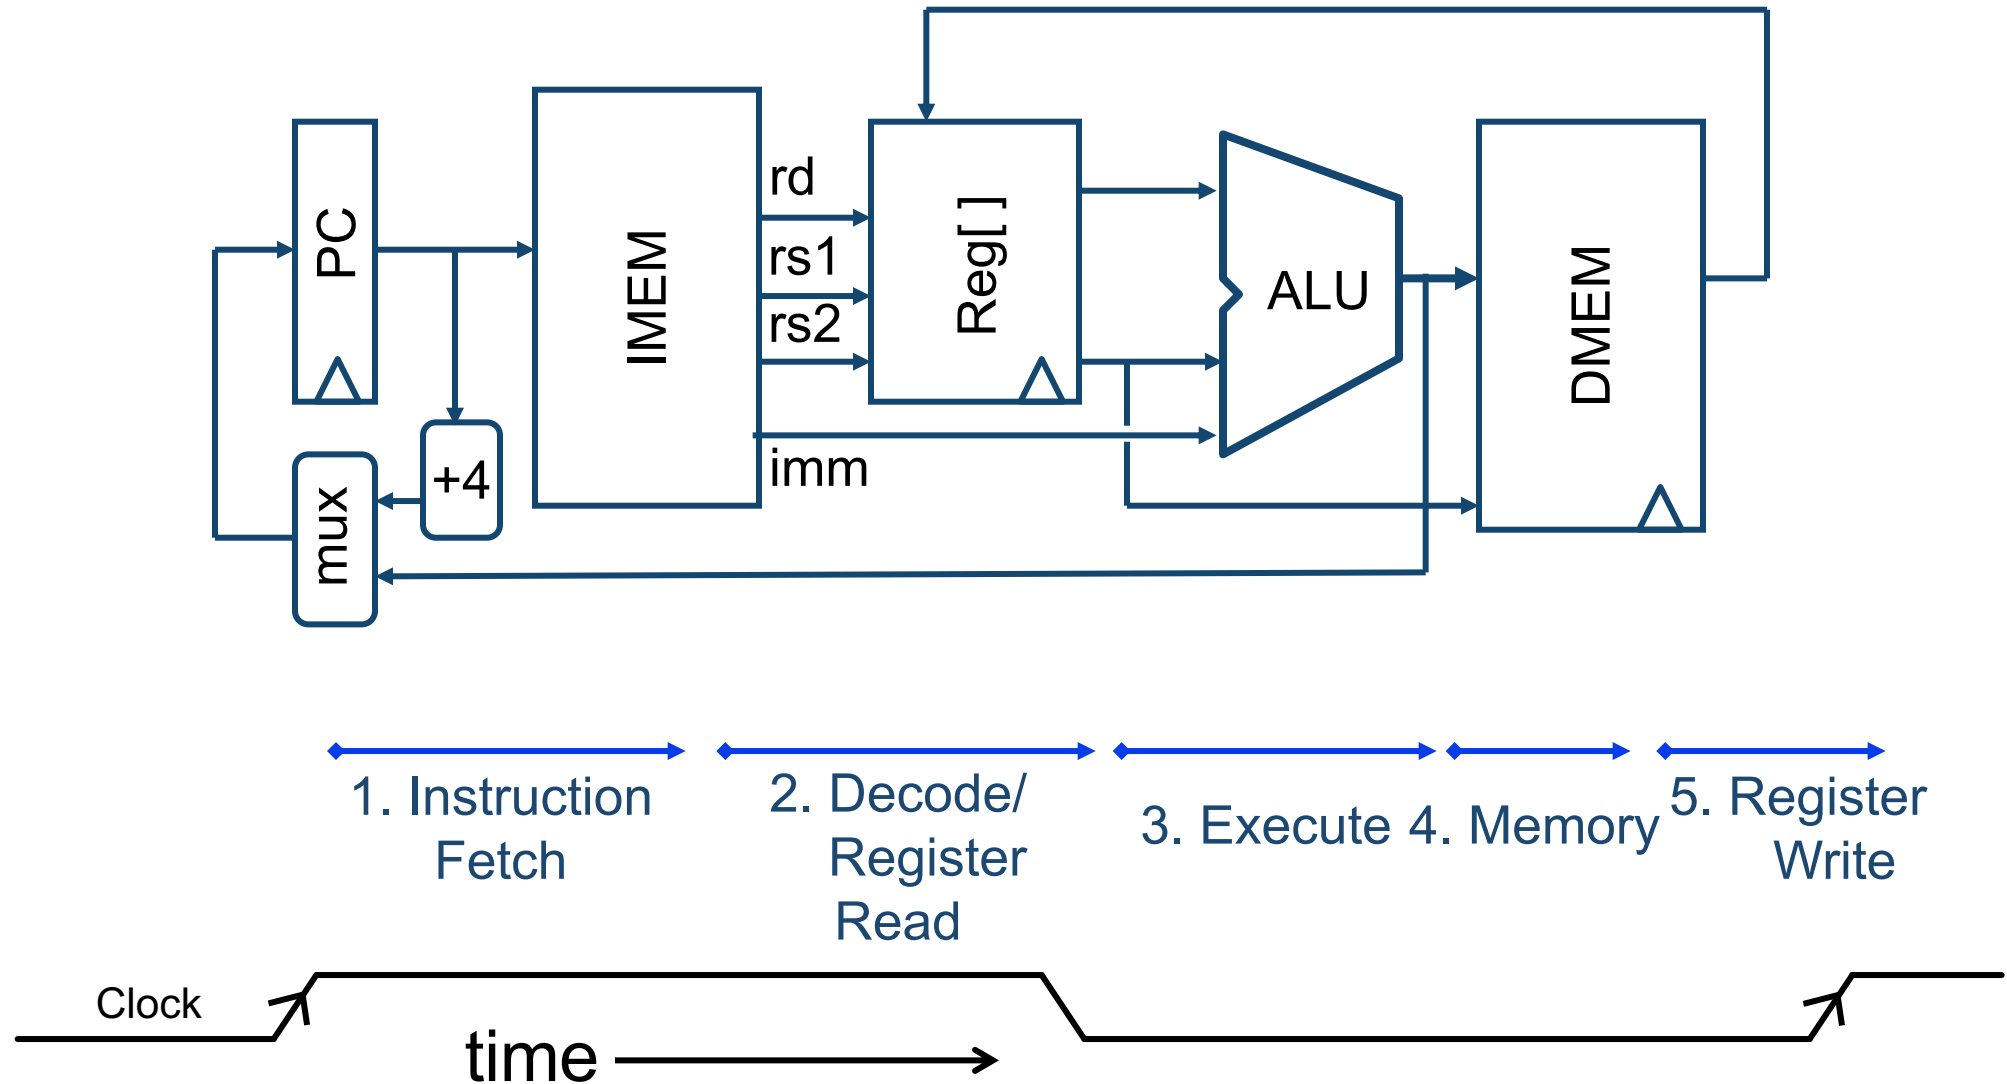 PC
IMEM
rd
rs1
rs2
imm
Reg[ ]
ALU
DMEM
+4
mux
1. Instruction
Fetch
2. Decode/
Register
Read
3. Execute
4. Memory
5. Register
Write
Clock
time